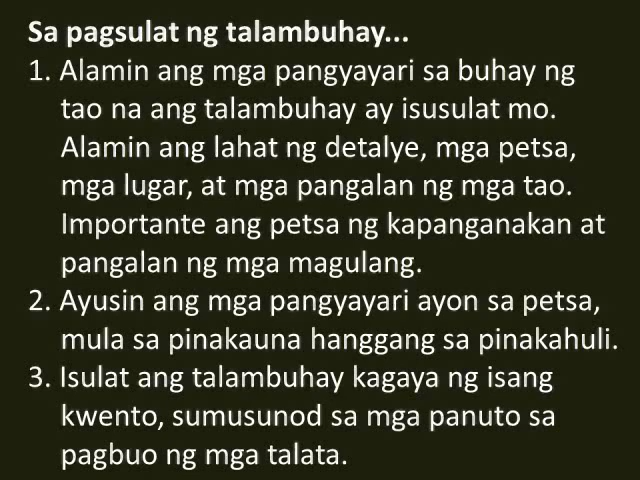 Sa pagsulat ng talambuhay...
1. Alamin ang mga pangyayari sa buhay ng
tao na ang talambuhay ay isusulat mo.
Alamin ang lahat ng detalye, mga petsa,
mga lugar, at mga pangalan ng mga tao.
Importante ang petsa ng kapanganakan at
pangalan ng mga magulang.
2. Ayusin ang mga pangyayari ayon sa petsa,
mula sa pinakauna hanggang sa pinakahuli.
3. Isulat ang talambuhay kagaya ng isang
kwento, sumusunod sa mga panuto sa
pagbuo ng mga talata.